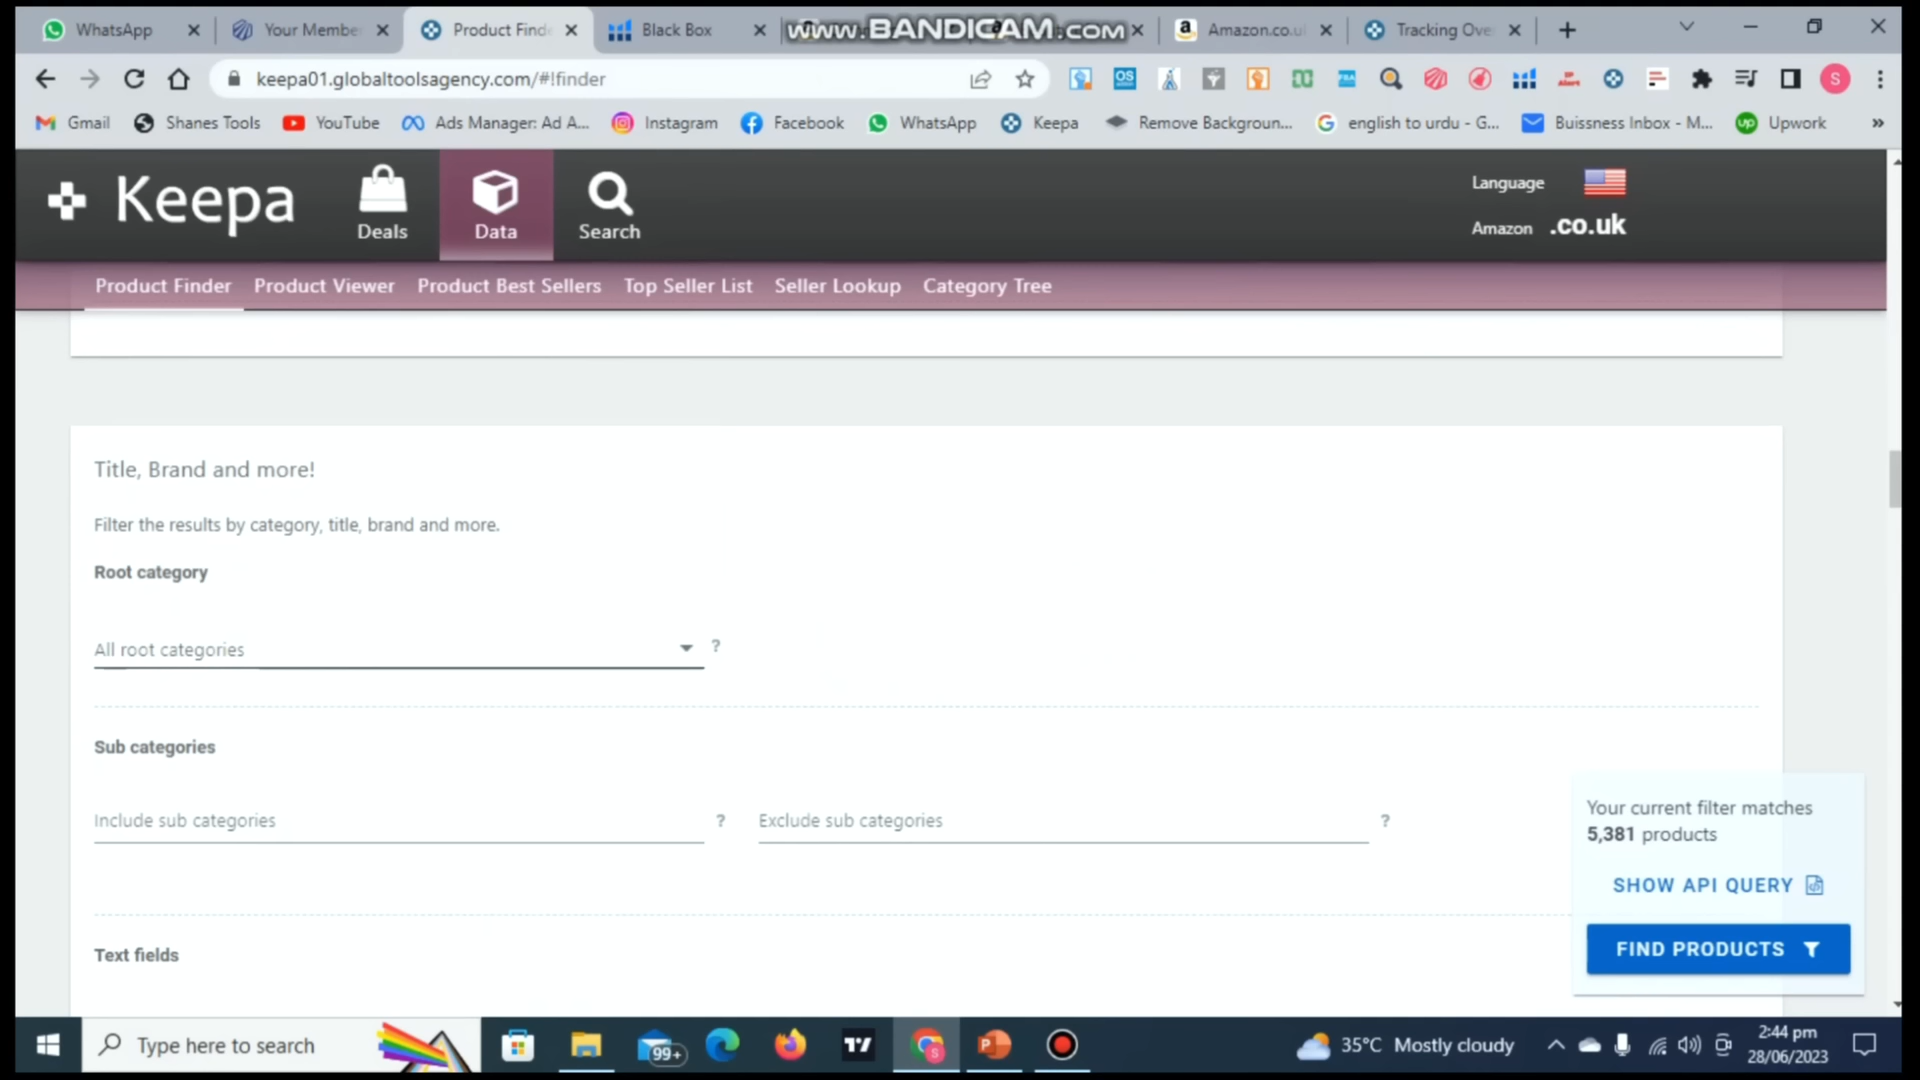 WhatsApp
Your Membe
Product Find
Black Box
www.BANDICAM.com
Amazon.co.u
Tracking Ove
keepa01.globaltoolsagency.com/#!finder
Gmail
Shanes Tools
YouTube
Ads Manager: Ad A...
Instagram
Facebook
WhatsApp
Keepa
Remove Backgroun...
english to urdu - G...
Buissness Inbox - M...
Upwork
»
Keepa
Deals
Data
Search
Language
Amazon .co.uk
Product Finder
Product Viewer
Product Best Sellers
Top Seller List
Seller Lookup
Category Tree
Title, Brand and more!
Filter the results by category, title, brand and more.
Root category
All root categories
?
Sub categories
Include sub categories
?
Exclude sub categories
?
Text fields
Your current filter matches
5,381 products
SHOW API QUERY
FIND PRODUCTS
Type here to search
99+
35°C Mostly cloudy
2:44 pm
28/06/2023